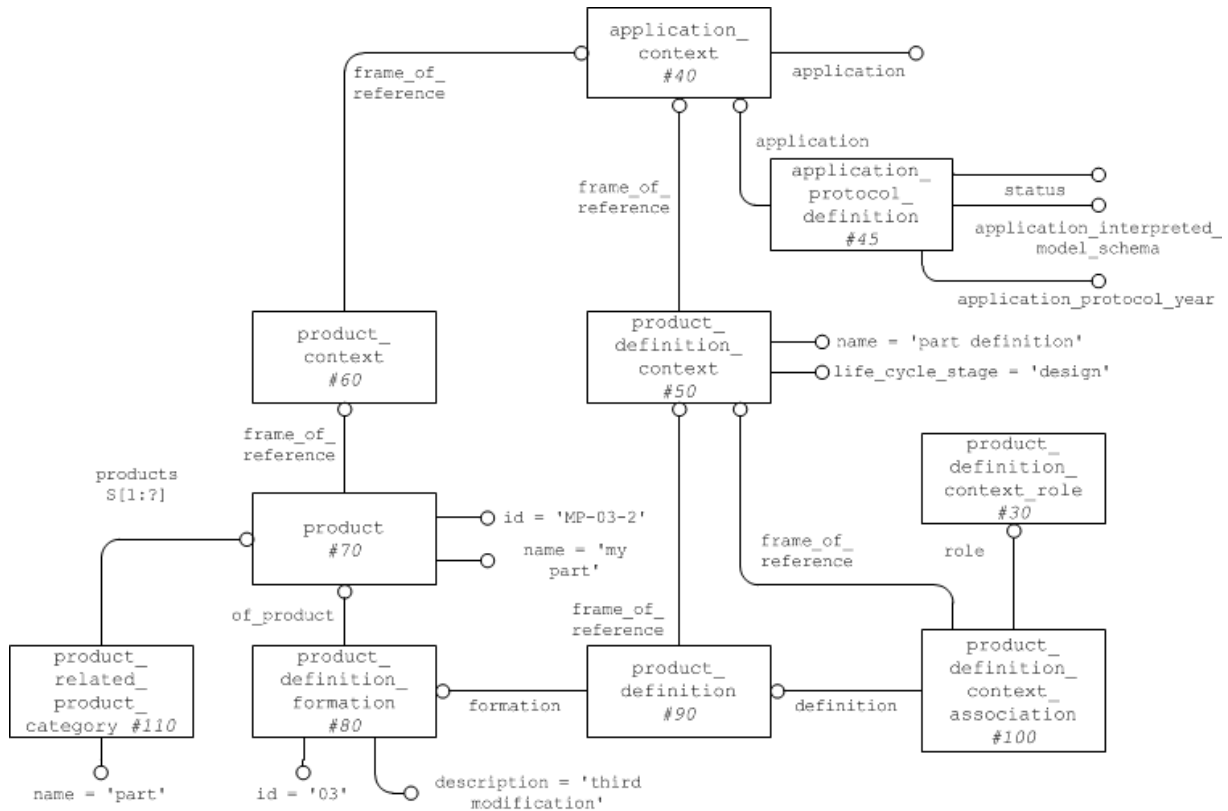 application_
context
#40
application
frame_of_
reference
application
application_
protocol_
definition
#45
status
application_interpreted_
model_schema
application_protocol_year
frame_of_
reference
product_
context
#60
product_
definition_
context
#50
name = 'part definition'
life_cycle_stage = 'design'
frame_of_
reference
products
S[1:?]
product_
definition_
context_role
#30
product
#70
id = 'MP-03-2'
name = 'my
part'
frame_of_
reference
role
of_product
frame_of_
reference
product_
related_
product_
category #110
product_
definition_
formation
#80
formation
product_
definition
#90
definition
product_
definition_
context_
association
#100
name = 'part'
id = '03'
description = 'third
modification'